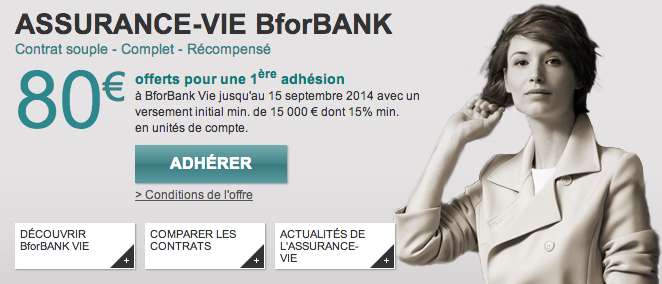 ASSURANCE-VIE BforBANK
Contrat souple - Complet - Récompensé
80€
offerts pour une 1ère adhésion
à BforBank Vie jusqu'au 15 septembre 2014 avec un
versement initial min. de 15 000 € dont 15% min.
en unités de compte.
ADHÉRER
> Conditions de l'offre
DÉCOUVRIR
BforBANK VIE
+
COMPARER LES
CONTRATS
+
ACTUALITÉS DE
L'ASSURANCE-
VIE
+